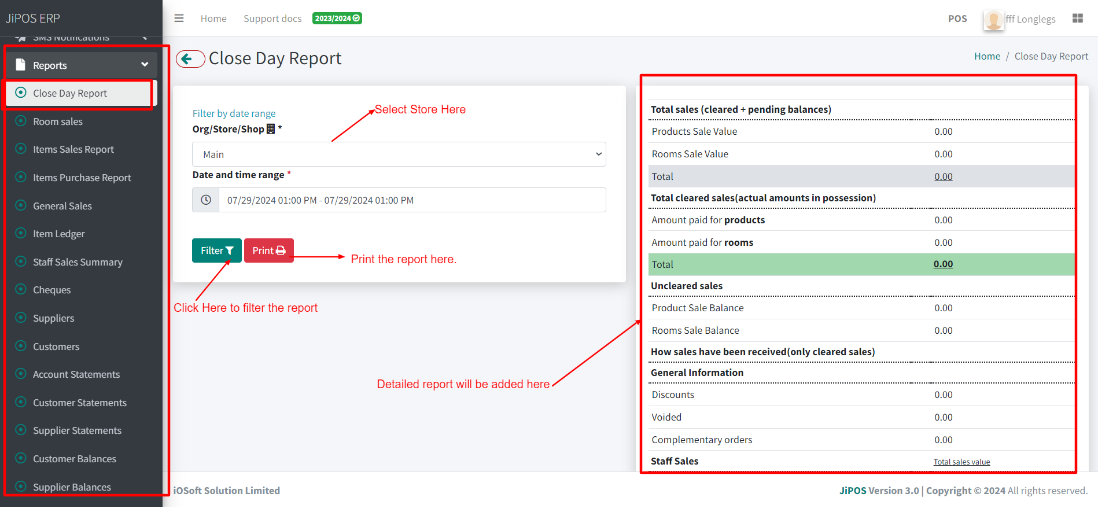 JiPOS ERP
Home Support docs 2023/2024
POS fff Longlegs
SMS Notifications
Reports
Close Day Report
Room sales
Items Sales Report
Items Purchase Report
General Sales
Item Ledger
Staff Sales Summary
Cheques
Suppliers
Customers
Account Statements
Customer Statements
Supplier Statements
Customer Balances
Supplier Balances
Close Day Report
Home / Close Day Report
Filter by date range
Select Store Here
Org/Store/Shop *
Main
Date and time range *
07/29/2024 01:00 PM - 07/29/2024 01:00 PM
Filter Print
Print the report here.
Click Here to filter the report
Detailed report will be added here
Total sales (cleared + pending balances)
Products Sale Value 0.00
Rooms Sale Value 0.00
Total 0.00
Total cleared sales(actual amounts in possession)
Amount paid for products 0.00
Amount paid for rooms 0.00
Total 0.00
Uncleared sales
Product Sale Balance 0.00
Rooms Sale Balance 0.00
How sales have been received(only cleared sales)
General Information
Discounts 0.00
Voided 0.00
Complementary orders 0.00
Staff Sales Total sales value
iOSoft Solution Limited
JiPOS Version 3.0 | Copyright © 2024 All rights reserved.